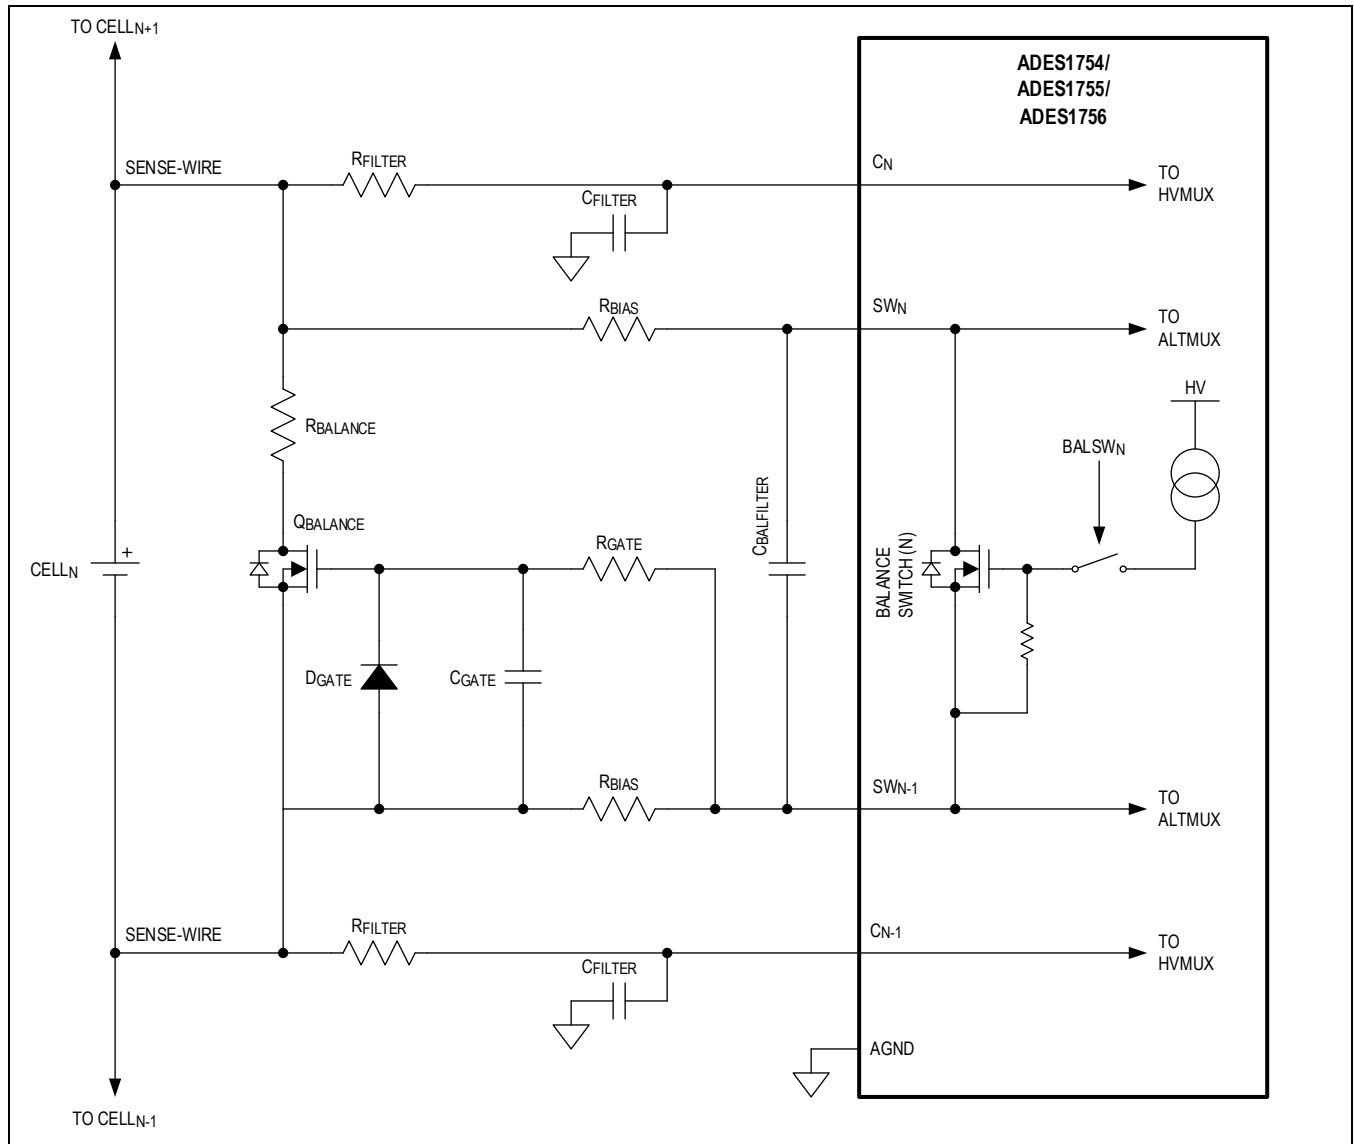 TO CELLN+1
ADES1754/
ADES1755/
ADES1756
SENSE-WIRE
RFILTER
CN
TO
HVMUX
CFILTER
RBIAS
SWN
TO
ALTMUX
RBALANCE
HV
BALSWN
QBALANCE
CBALFILTER
RGATE
BALANCE
SWITCH (N)
+
CELLN
DGATE
CGATE
RBIAS
SWN-1
TO
ALTMUX
SENSE-WIRE
RFILTER
CN-1
TO
HVMUX
CFILTER
AGND
TO CELLN-1